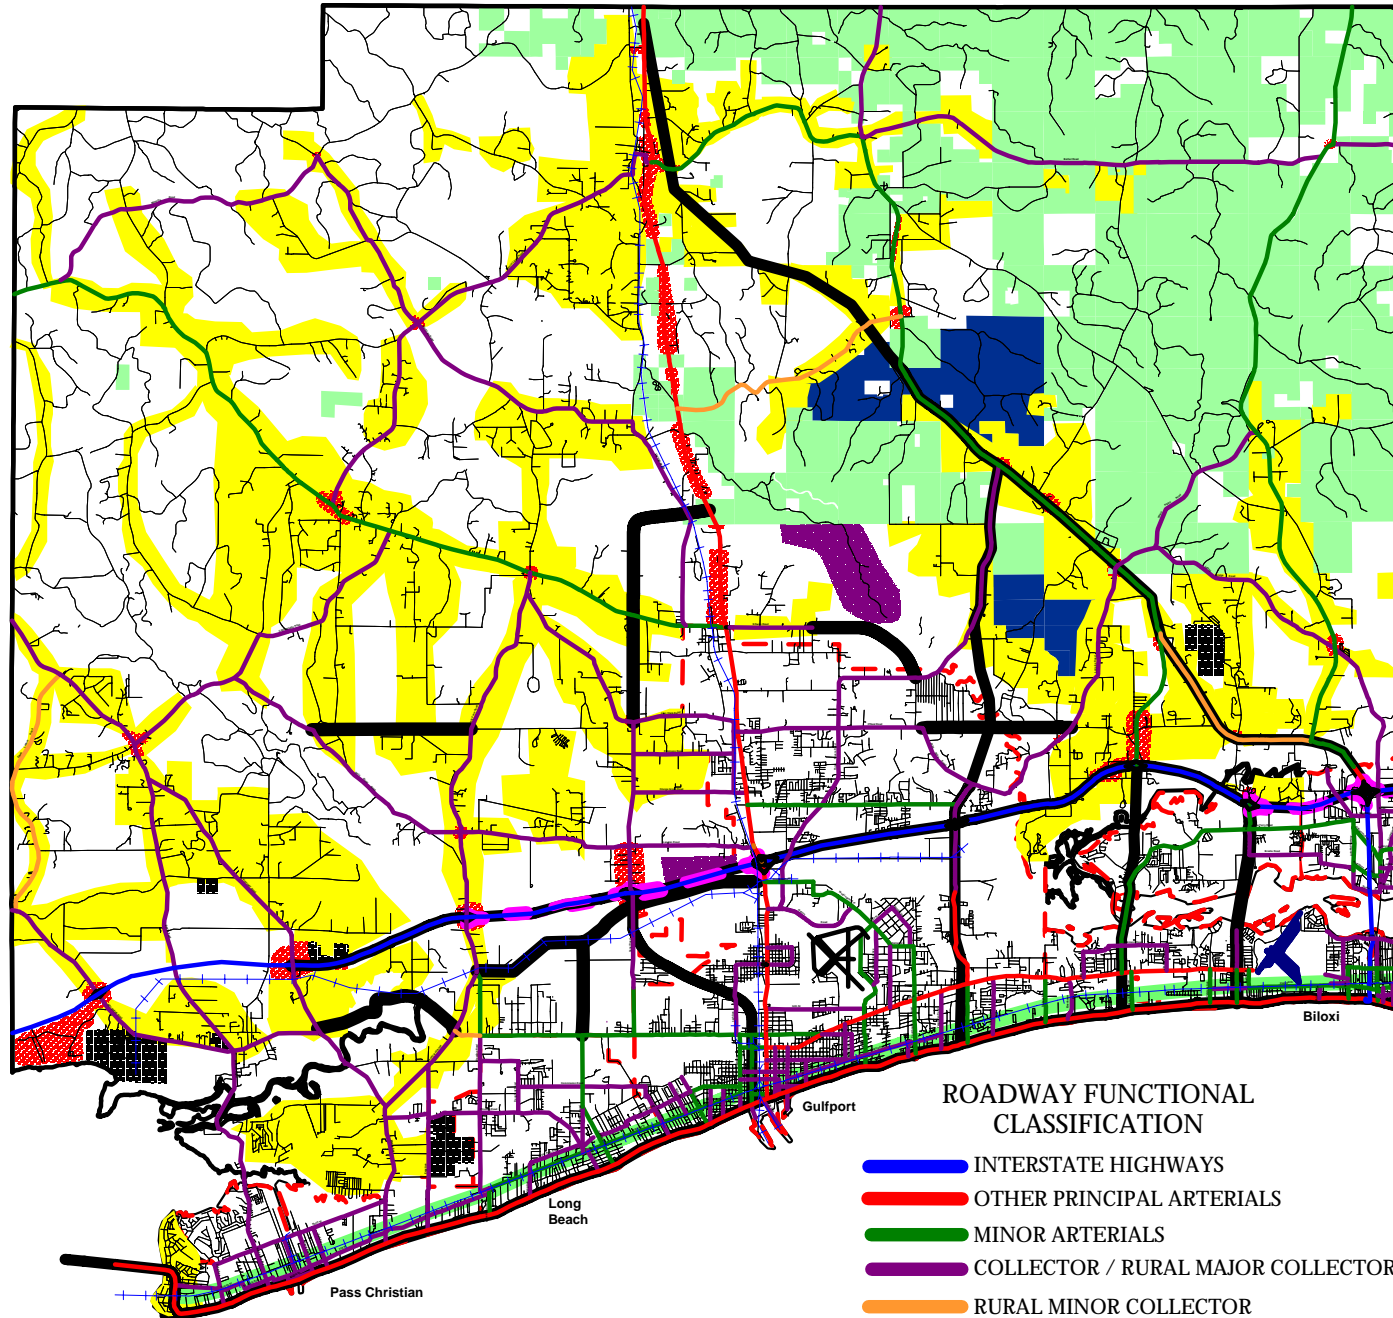 Biloxi
Gulfport
Long
Beach
Pass Christian
ROADWAY FUNCTIONAL
CLASSIFICATION
INTERSTATE HIGHWAYS
OTHER PRINCIPAL ARTERIALS
MINOR ARTERIALS
COLLECTOR / RURAL MAJOR COLLECTOR
RURAL MINOR COLLECTOR